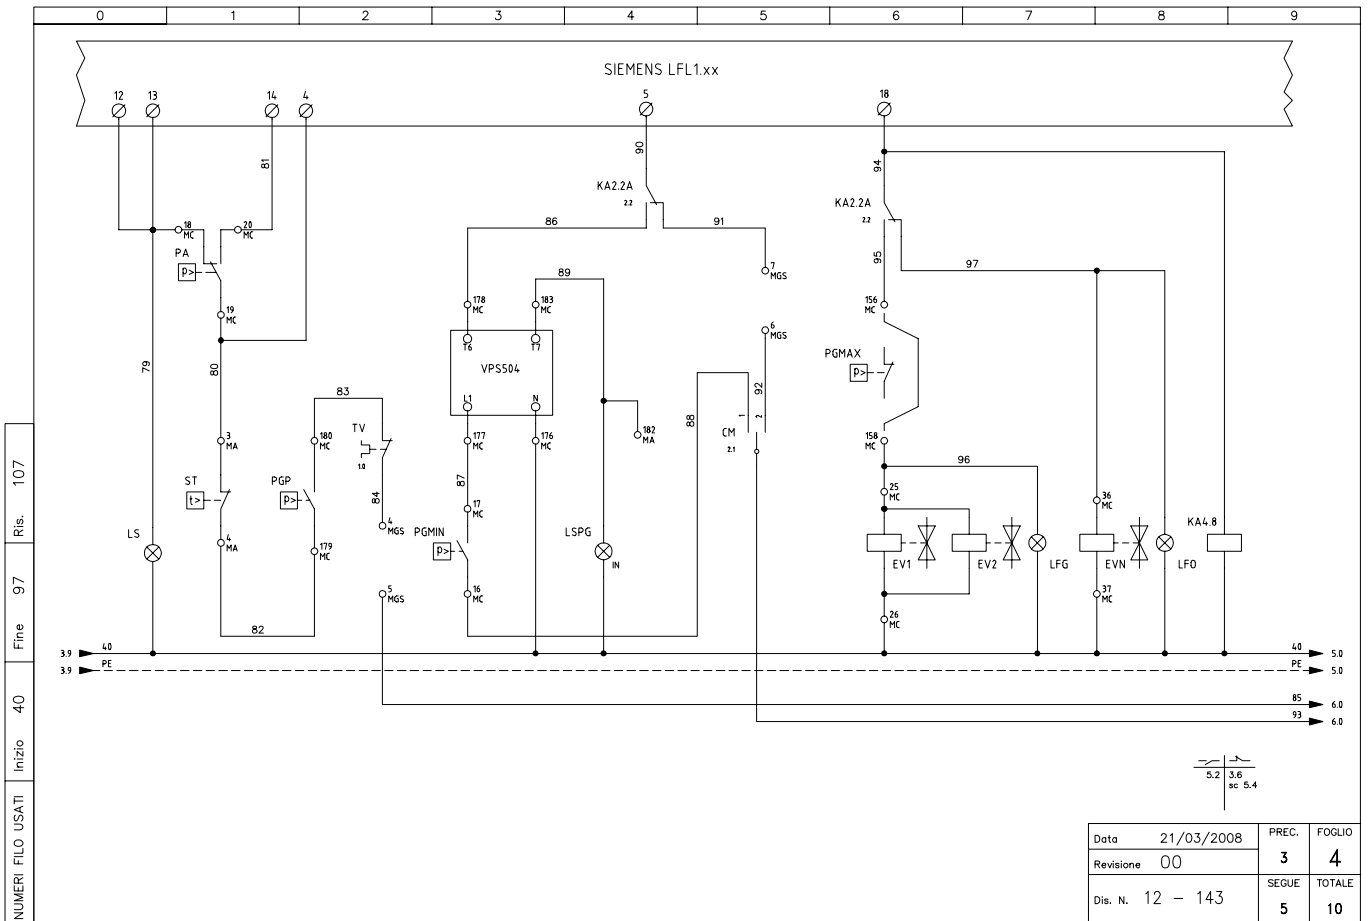 0 1 2 3 4 5 6 7 8 9
SIEMENS LFL1.xx
12 13 14 4 5 18
81
90
94
KA2.2A
2.2
KA2.2A
2.2
18
MC
20
MC
86
91
PA
p>
95
97
89
7
MGS
19
MC
178
MC
183
MC
156
MC
6
MGS
T6
T7
VPS504
L1
N
PGMAX
p>
79
80
83
92
88
1
2
CM
2.1
TV
1.0
3
MA
180
MC
177
MC
176
MC
182
MA
158
MC
96
ST
t>
PGP
p>
84
87
17
MC
25
MC
36
MC
4
MGS
LS
4
MA
179
MC
PGMIN
p>
LSPG
IN
EV1
EV2
LFG
EVN
LFO
KA4.8
5
MGS
16
MC
37
MC
26
MC
82
3.9
40
40
5.0
3.9
PE
PE
5.0
85
6.0
93
6.0
5.2
3.6
sc 5.4
Data 21/03/2008
Revisione 00
Dis. N. 12 - 143
PREC.
3
FOGLIO
4
SEGUE
5
TOTALE
10
NUMERI FILO USATI
Inizio 40
Fine 97
Ris. 107